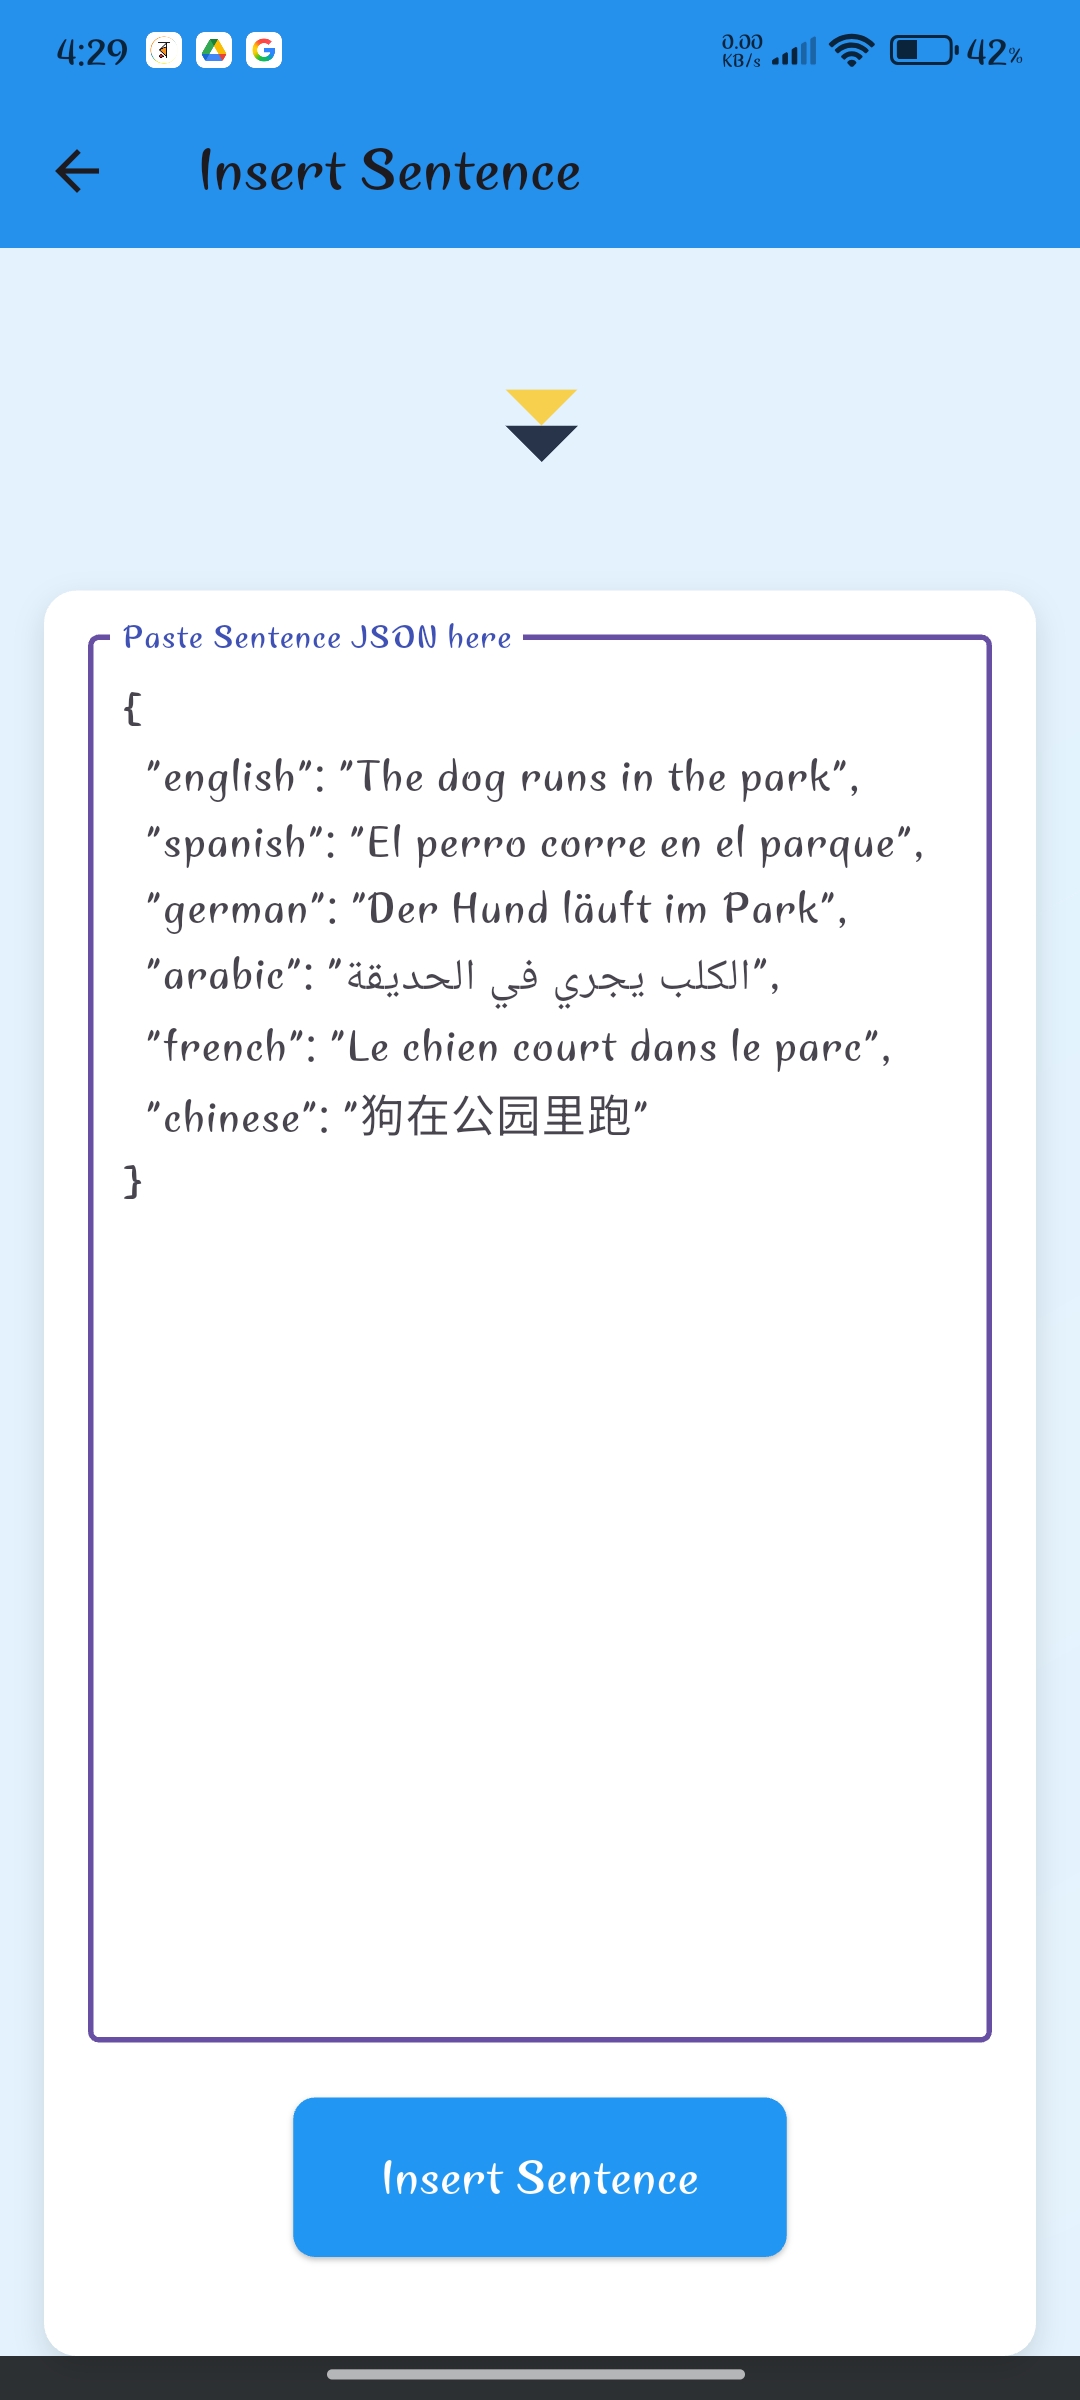 4:29 0.00 KB/s 42%
Insert Sentence
Paste Sentence JSON here
{
"english": "The dog runs in the park",
"spanish": "El perro corre en el parque",
"german": "Der Hund läuft im Park",
"arabic": "الكلب يجري في الحديقة",
"french": "Le chien court dans le parc",
"chinese": "狗在公园里跑"
}
Insert Sentence